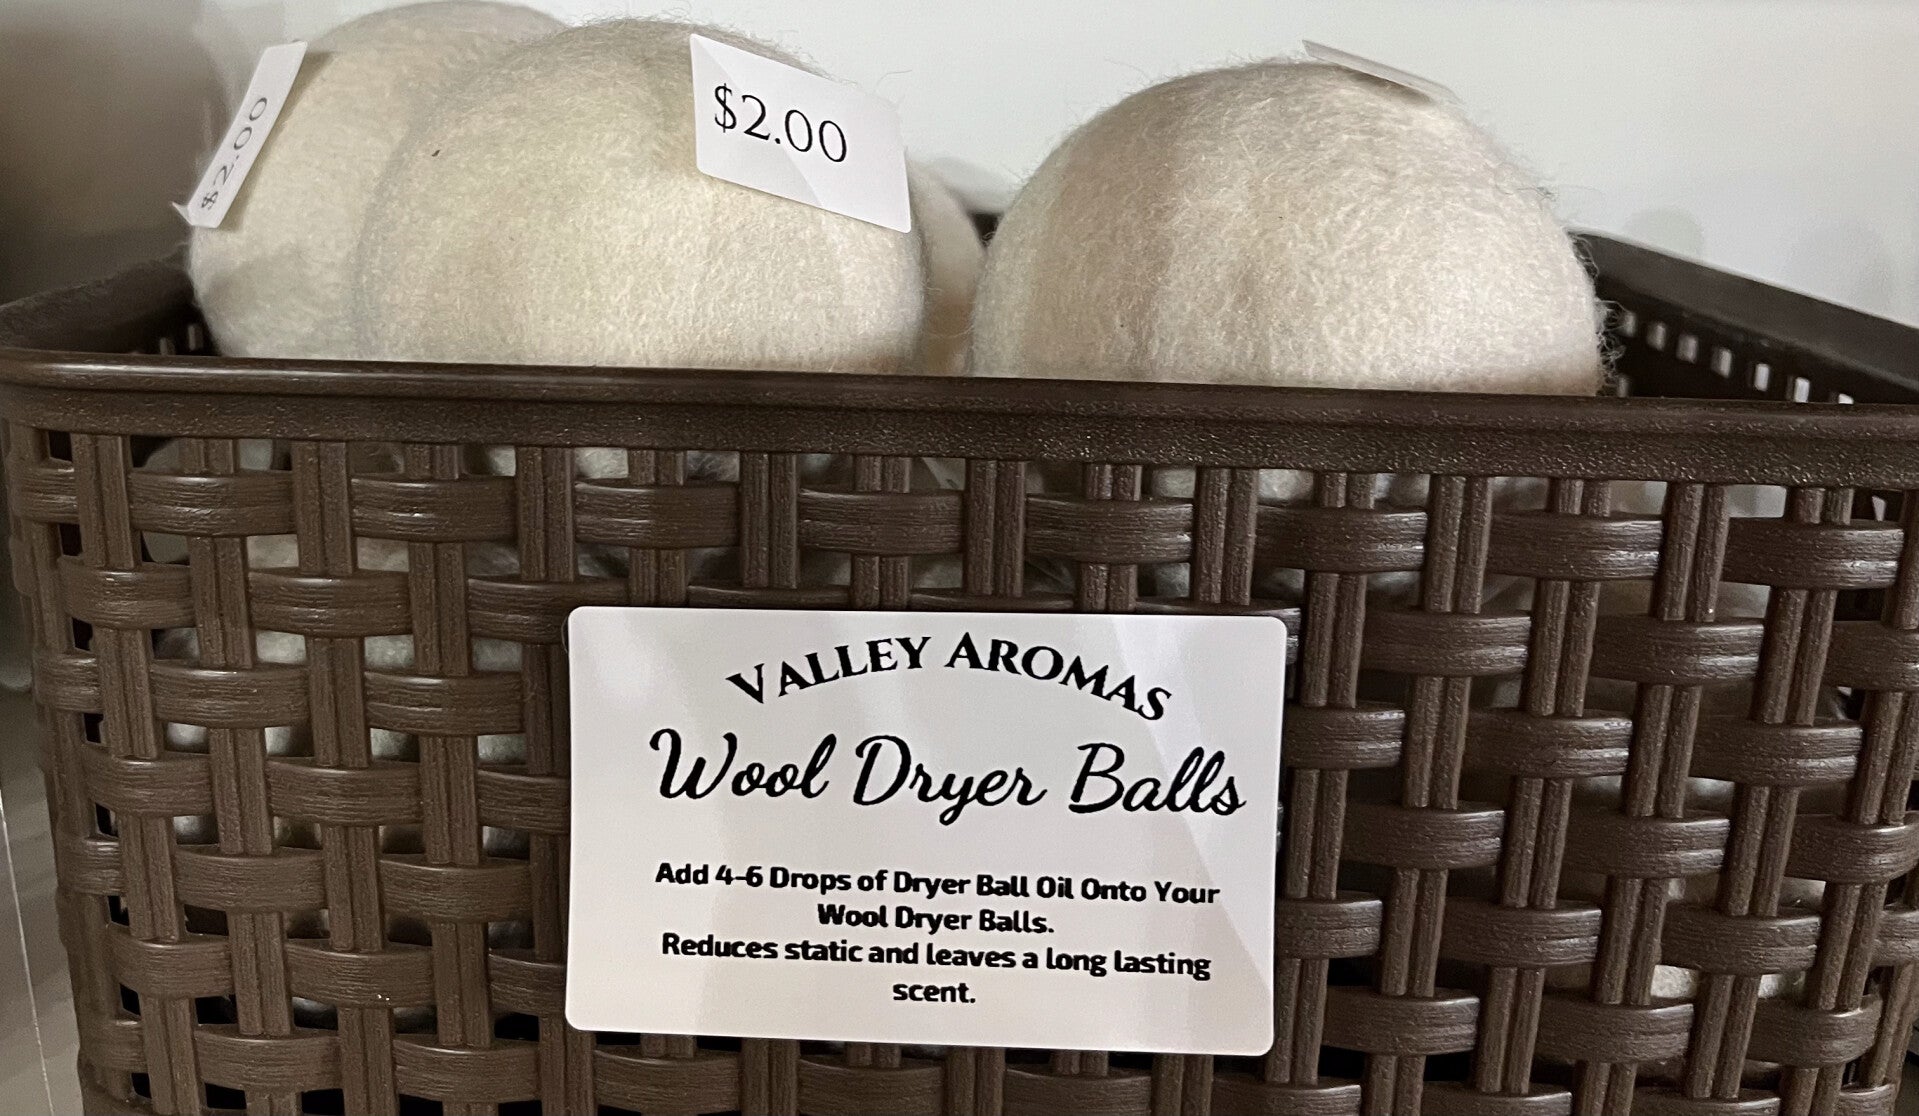 $2.00
$2.00
VALLEY AROMAS
Wool Dryer Balls
Add 4-6 Drops of Dryer Ball Oil Onto Your
Wool Dryer Balls.
Reduces static and leaves a long lasting
scent.